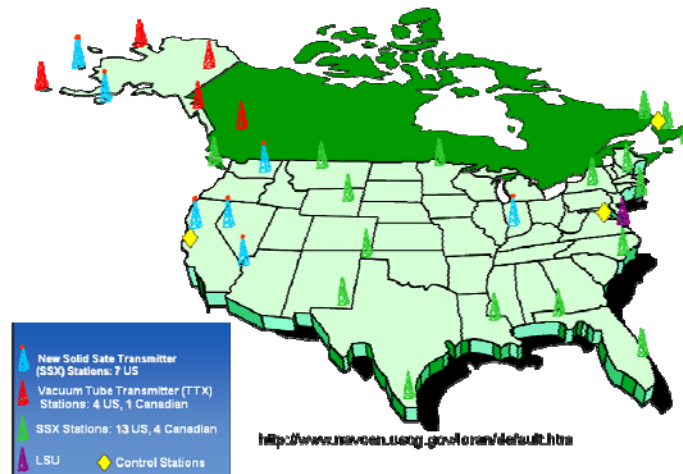 New Solid Sate Transmitter
(SSX) Stations: 7 US
Vacuum Tube Transmitter (TTX)
Stations: 4 US, 1 Canadian
SSX Stations: 13 US, 4 Canadian
LSU
Control Stations
http://www.navcen.uscg.gov/loran/default.htm